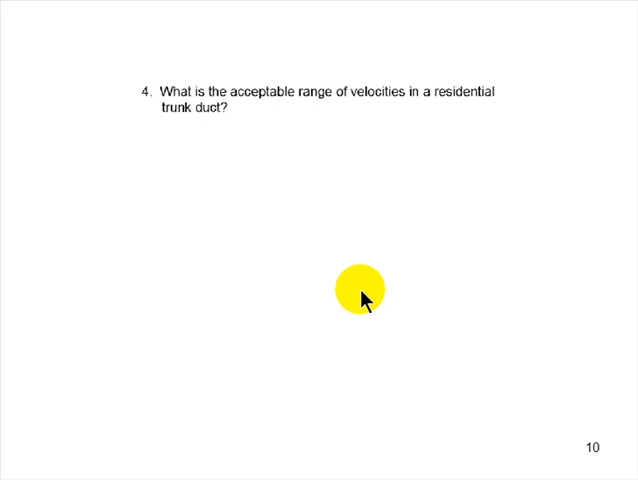 4. What is the acceptable range of velocities in a residential
trunk duct?
10